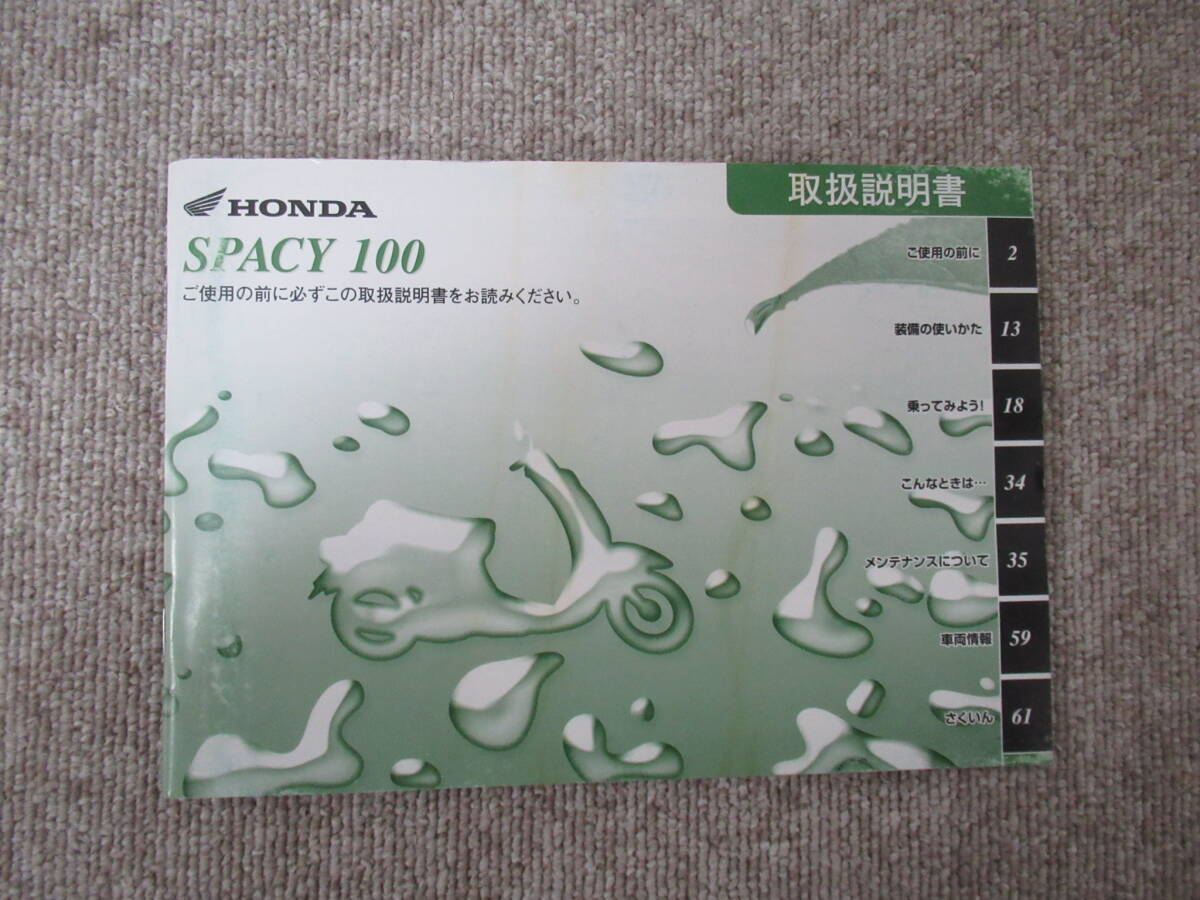 取扱説明書
HONDA
SPACY 100
ご使用の前に必ずこの取扱説明書をお読みください。
ご使用の前に 2
装備の使いかた 13
乗ってみよう! 18
こんなときは… 34
メンテナンスについて 35
車両情報 59
さくいん 61